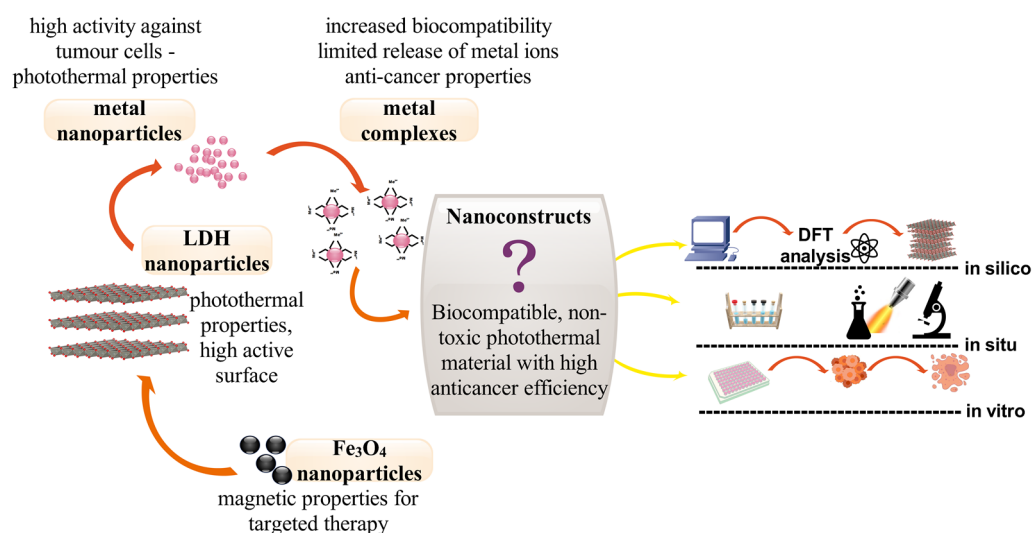 high activity against
tumour cells -
photothermal properties
metal
nanoparticles
increased biocompatibility
limited release of metal ions
anti-cancer properties
metal
complexes
LDH
nanoparticles
photothermal
properties,
high active
surface
Fe₃O₄
nanoparticles
magnetic properties for
targeted therapy
Nanoconstructs
?
Biocompatible, non-
toxic photothermal
material with high
anticancer efficiency
DFT
analysis
in silico
in situ
in vitro